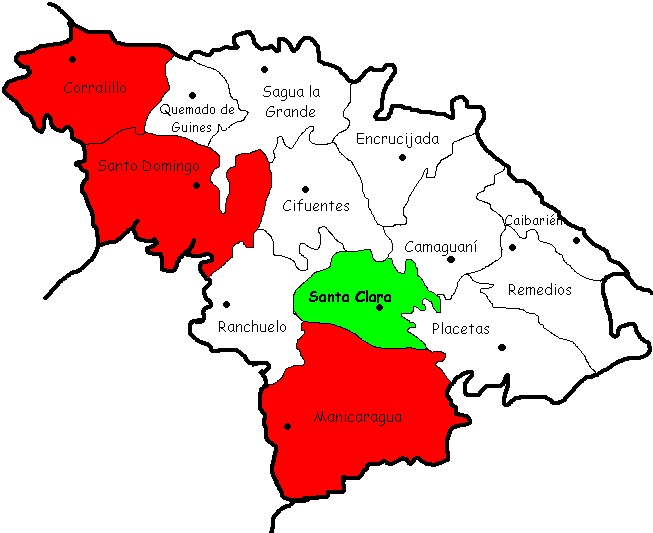 Corralillo
Quemado de
Guines
Sagua la
Grande
Encrucijada
Santo Domingo
Cifuentes
Caibarién
Camaguaní
Remedios
Santa Clara
Ranchuelo
Placetas
Manicaragua